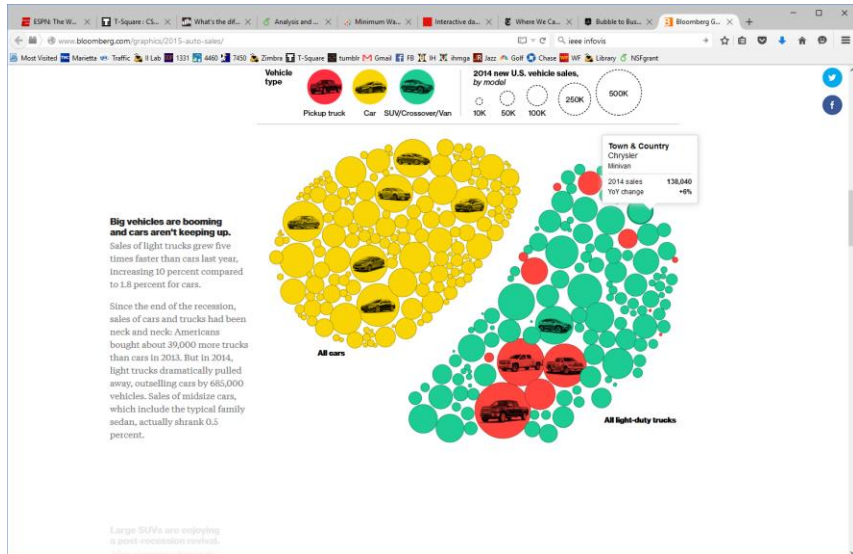 ESPN: The W...
T-Square : CS...
What's the dif...
Analysis and ...
Minimum Wa...
Interactive da...
Where We Ca...
Bubble to Bus...
Bloomberg G...
www.bloomberg.com/graphics/2015-auto-sales/
ieee infovis
Most Visited Marietta Traffic II Lab 1331 4460 7450 Zimbra T-Square tumblr Gmail FB IH ihmga Jazz Golf Chase WF Library NSFgrant
Vehicle
type
Pickup truck Car SUV/Crossover/Van
2014 new U.S. vehicle sales,
by model
10K 50K 100K 250K 500K
Town & Country
Chrysler
Minivan
2014 sales 138,040
YoY change +6%
Big vehicles are booming
and cars aren't keeping up.
Sales of light trucks grew five
times faster than cars last year,
increasing 10 percent compared
to 1.8 percent for cars.
Since the end of the recession,
sales of cars and trucks had been
neck and neck: Americans
bought about 39,000 more trucks
than cars in 2013. But in 2014,
light trucks dramatically pulled
away, outselling cars by 685,000
vehicles. Sales of midsize cars,
which include the typical family
sedan, actually shrank 0.5
percent.
All cars
All light-duty trucks
Large SUVs are enjoying
a post-recession revival.